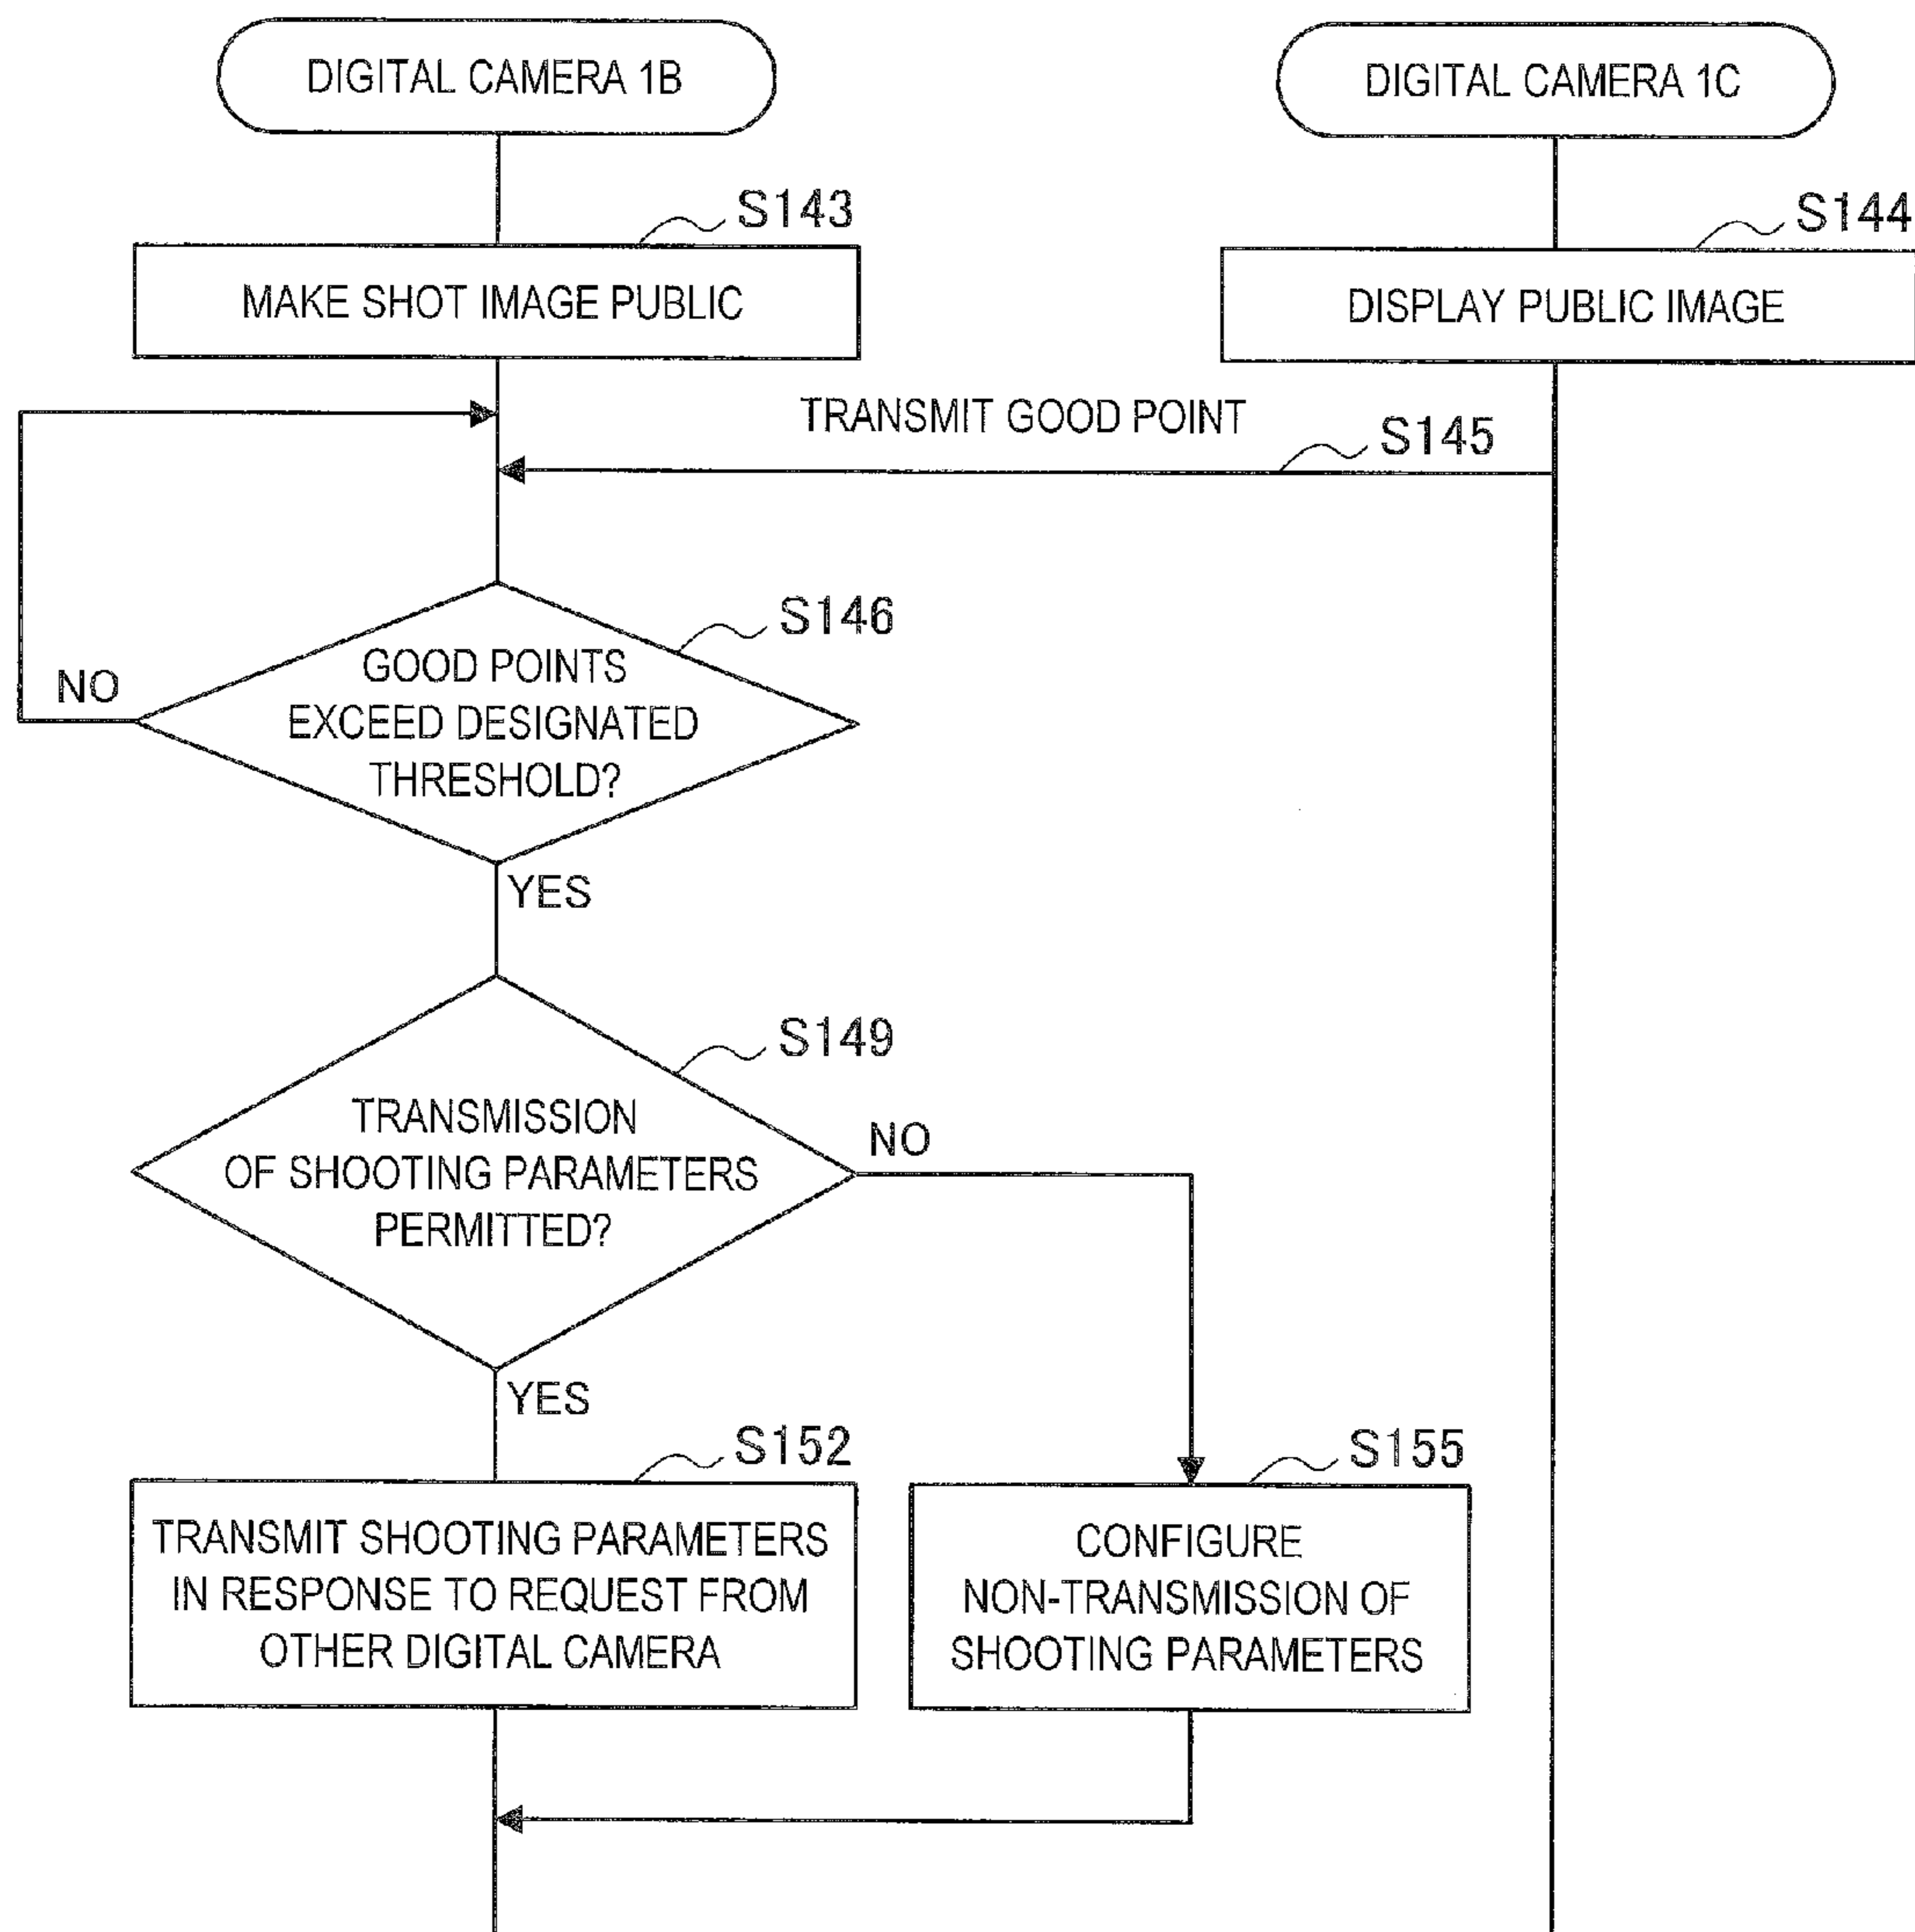 DIGITAL CAMERA 1B
DIGITAL CAMERA 1C
S143
S144
MAKE SHOT IMAGE PUBLIC
DISPLAY PUBLIC IMAGE
TRANSMIT GOOD POINT
S145
S146
GOOD POINTS
EXCEED DESIGNATED
THRESHOLD?
NO
YES
S149
TRANSMISSION
OF SHOOTING PARAMETERS
PERMITTED?
NO
YES
S152
S155
TRANSMIT SHOOTING PARAMETERS
IN RESPONSE TO REQUEST FROM
OTHER DIGITAL CAMERA
CONFIGURE
NON-TRANSMISSION OF
SHOOTING PARAMETERS